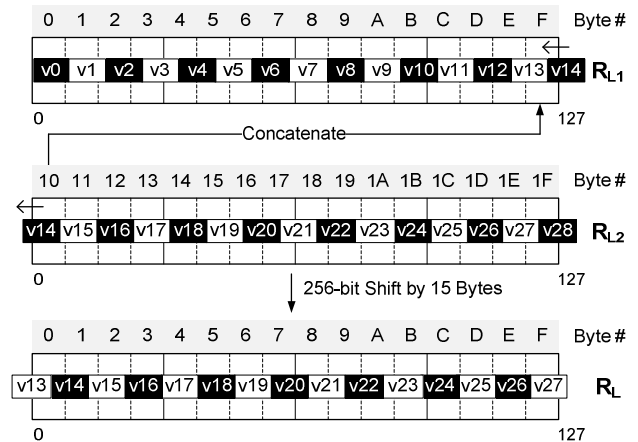 0 1 2 3 4 5 6 7 8 9 A B C D E F Byte #
v0 v1 v2 v3 v4 v5 v6 v7 v8 v9 v10 v11 v12 v13 v14 RL1
0 127
Concatenate
10 11 12 13 14 15 16 17 18 19 1A 1B 1C 1D 1E 1F Byte #
v14 v15 v16 v17 v18 v19 v20 v21 v22 v23 v24 v25 v26 v27 v28 RL2
0 127
256-bit Shift by 15 Bytes
0 1 2 3 4 5 6 7 8 9 A B C D E F Byte #
v13 v14 v15 v16 v17 v18 v19 v20 v21 v22 v23 v24 v25 v26 v27 RL
0 127